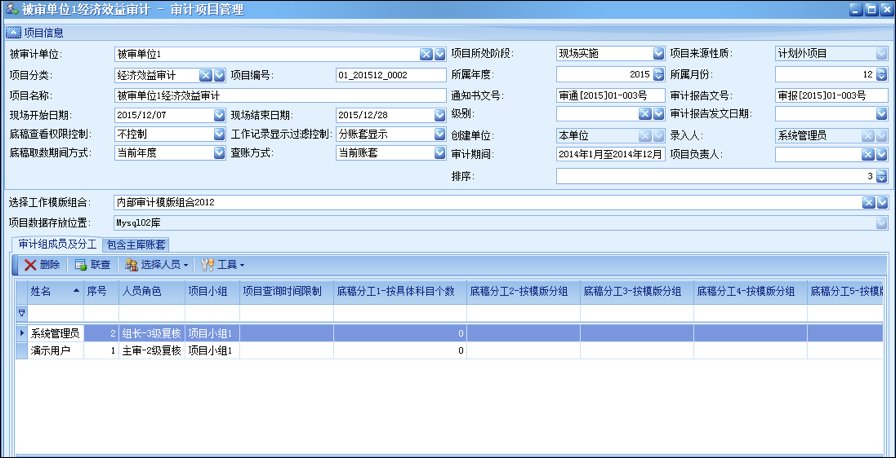 被审单位1经济效益审计 - 审计项目管理
项目信息
被审计单位: 被审单位1 项目所处阶段: 现场实施 项目来源性质: 计划外项目
项目分类: 经济效益审计 项目编号: 01_201512_0002 所属年度: 2015 所属月份: 12
项目名称: 被审单位1经济效益审计 通知书文号: 审通[2015]01-003号 审计报告文号: 审报[2015]01-003号
现场开始日期: 2015/12/07 现场结束日期: 2015/12/28 级别: 审计报告发文日期:
底稿查看权限控制: 不控制 工作记录显示过滤控制: 分账套显示 创建单位: 本单位 录入人: 系统管理员
底稿取数期间方式: 当前年度 查账方式: 当前账套 审计期间: 2014年1月至2014年12月 项目负责人:
排序: 3
选择工作模版组合: 内部审计模版组合2012
项目数据存放位置: Mysql02库
审计组成员及分工 包含主库账套
删除 联查 选择人员 工具
姓名 序号 人员角色 项目小组 项目查询时间限制 底稿分工1-按具体科目个数 底稿分工2-按模版分组 底稿分工3-按模版分组 底稿分工4-按模版分组 底稿分工5-按模版
系统管理员 2 组长-3级复核 项目小组1 0
演示用户 1 主审-2级复核 项目小组1 0